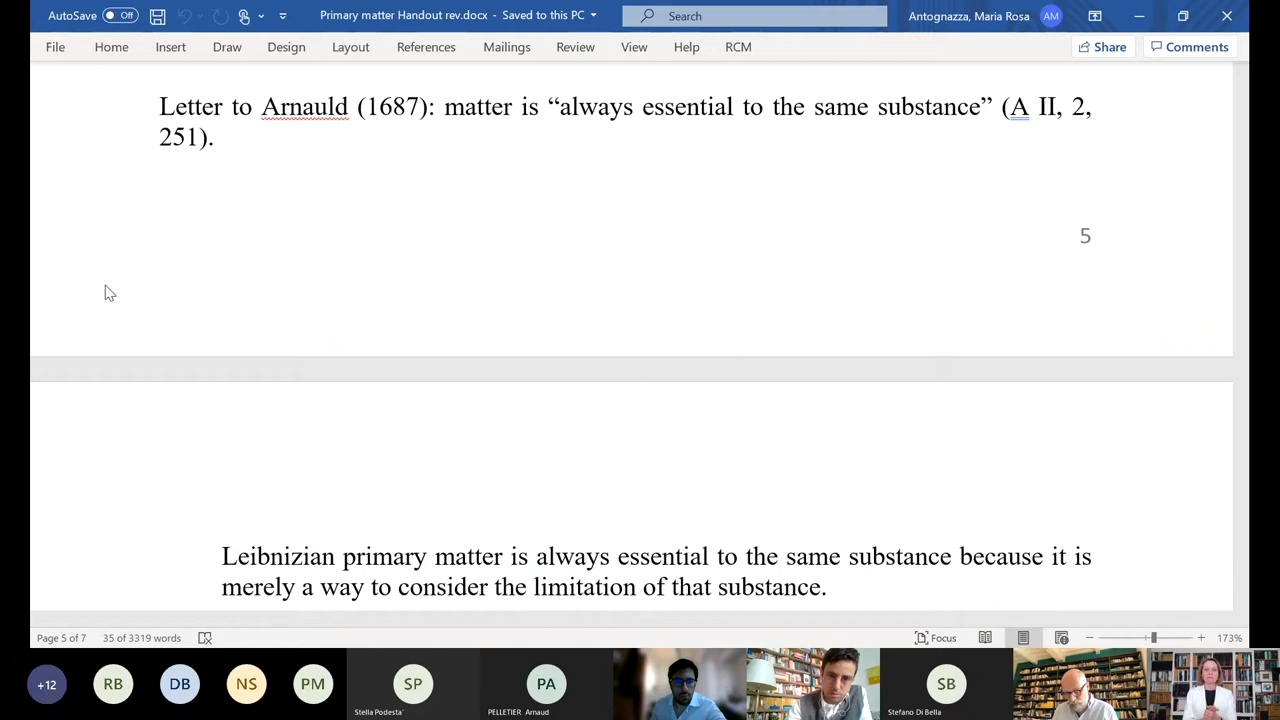 AutoSave Off Primary matter Handout rev.docx - Saved to this PC Search Antognazza, Maria Rosa AM
File Home Insert Draw Design Layout References Mailings Review View Help RCM Share Comments
Letter to Arnauld (1687): matter is “always essential to the same substance” (A II, 2,
251).
5
Leibnizian primary matter is always essential to the same substance because it is
merely a way to consider the limitation of that substance.
Page 5 of 7 35 of 3319 words Focus 173%
+12 RB DB NS PM SP PA SB
Stella Podesta' PELLETIER Arnaud Stefano Di Bella